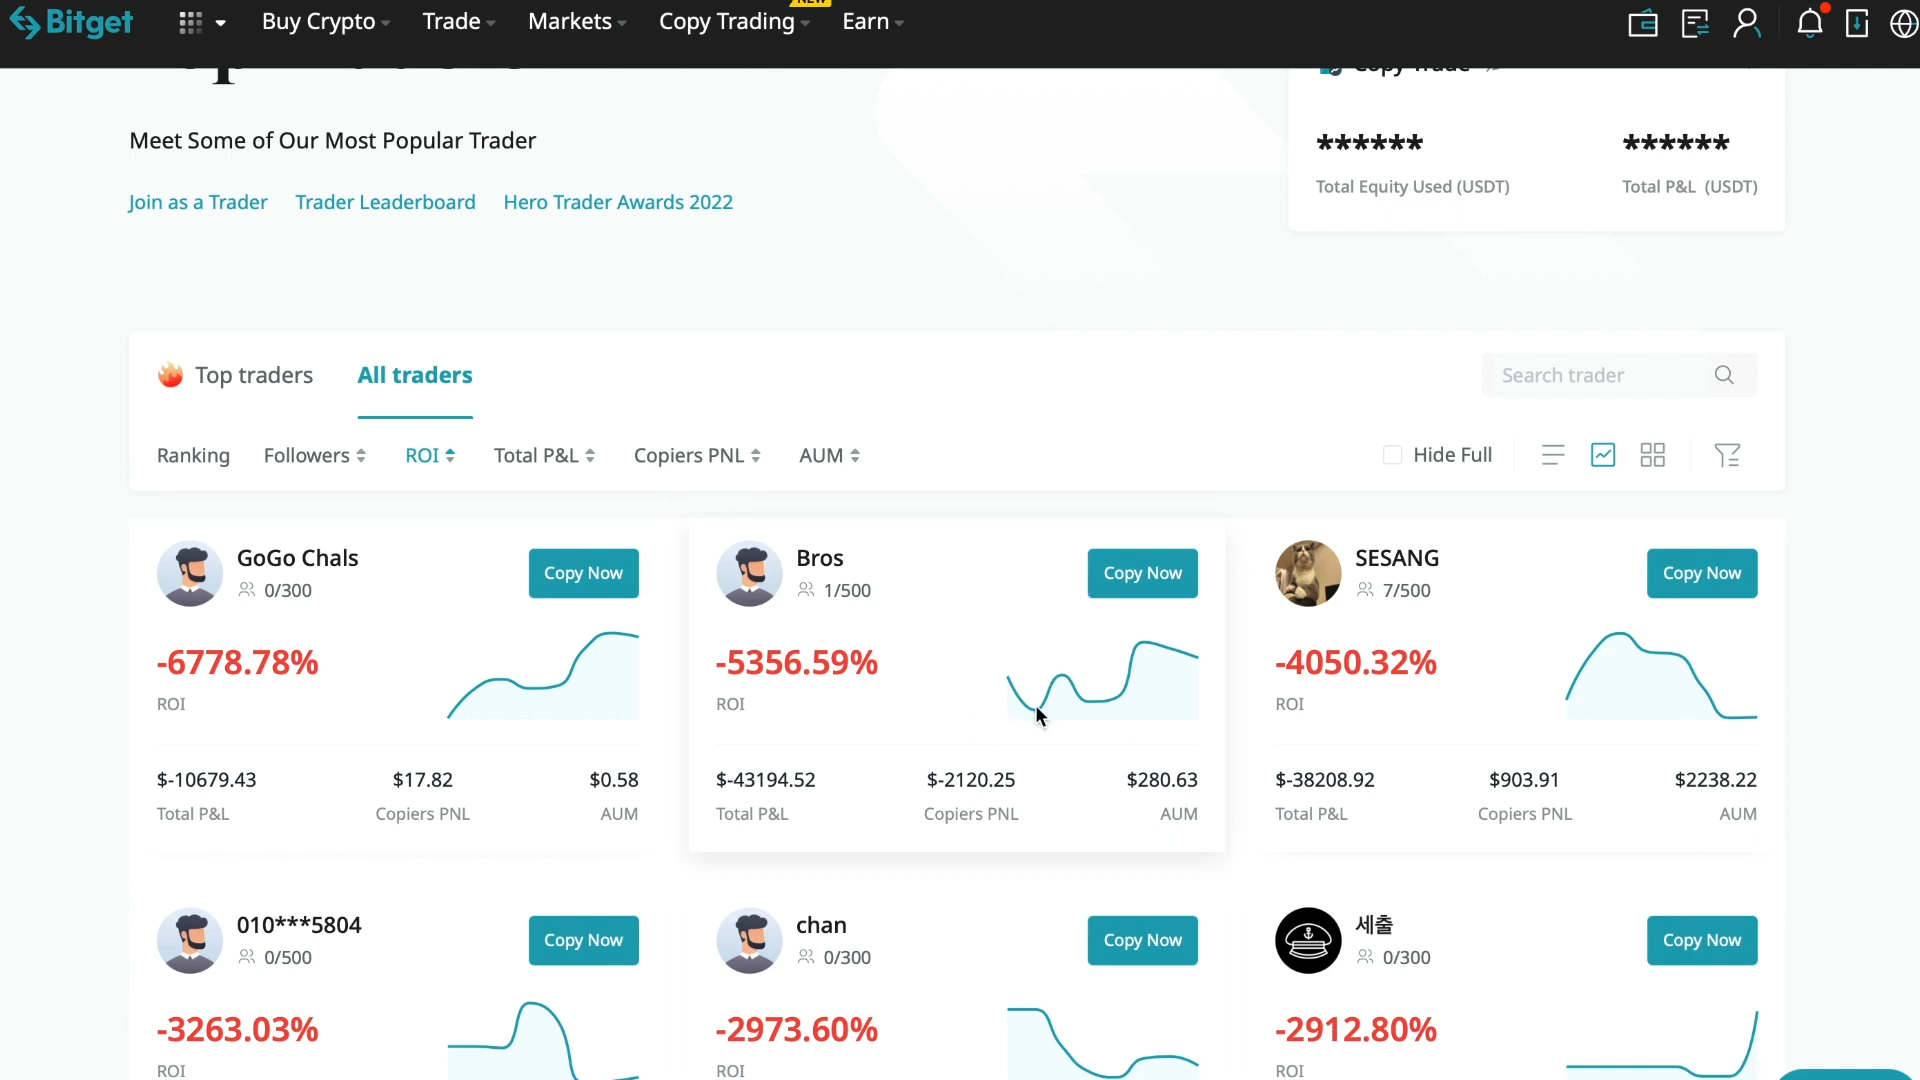 Bitget
Buy Crypto
Trade
Markets
Copy Trading
NEW
Earn
Copy Trade
Meet Some of Our Most Popular Trader
Join as a Trader
Trader Leaderboard
Hero Trader Awards 2022
******
******
Total Equity Used (USDT)
Total P&L (USDT)
Top traders
All traders
Search trader
Ranking
Followers
ROI
Total P&L
Copiers PNL
AUM
Hide Full
GoGo Chals
0/300
Copy Now
-6778.78%
ROI
$-10679.43
$17.82
$0.58
Total P&L
Copiers PNL
AUM
Bros
1/500
Copy Now
-5356.59%
ROI
$-43194.52
$-2120.25
$280.63
Total P&L
Copiers PNL
AUM
SESANG
7/500
Copy Now
-4050.32%
ROI
$-38208.92
$903.91
$2238.22
Total P&L
Copiers PNL
AUM
010***5804
0/500
Copy Now
-3263.03%
ROI
chan
0/300
Copy Now
-2973.60%
ROI
세출
0/300
Copy Now
-2912.80%
ROI